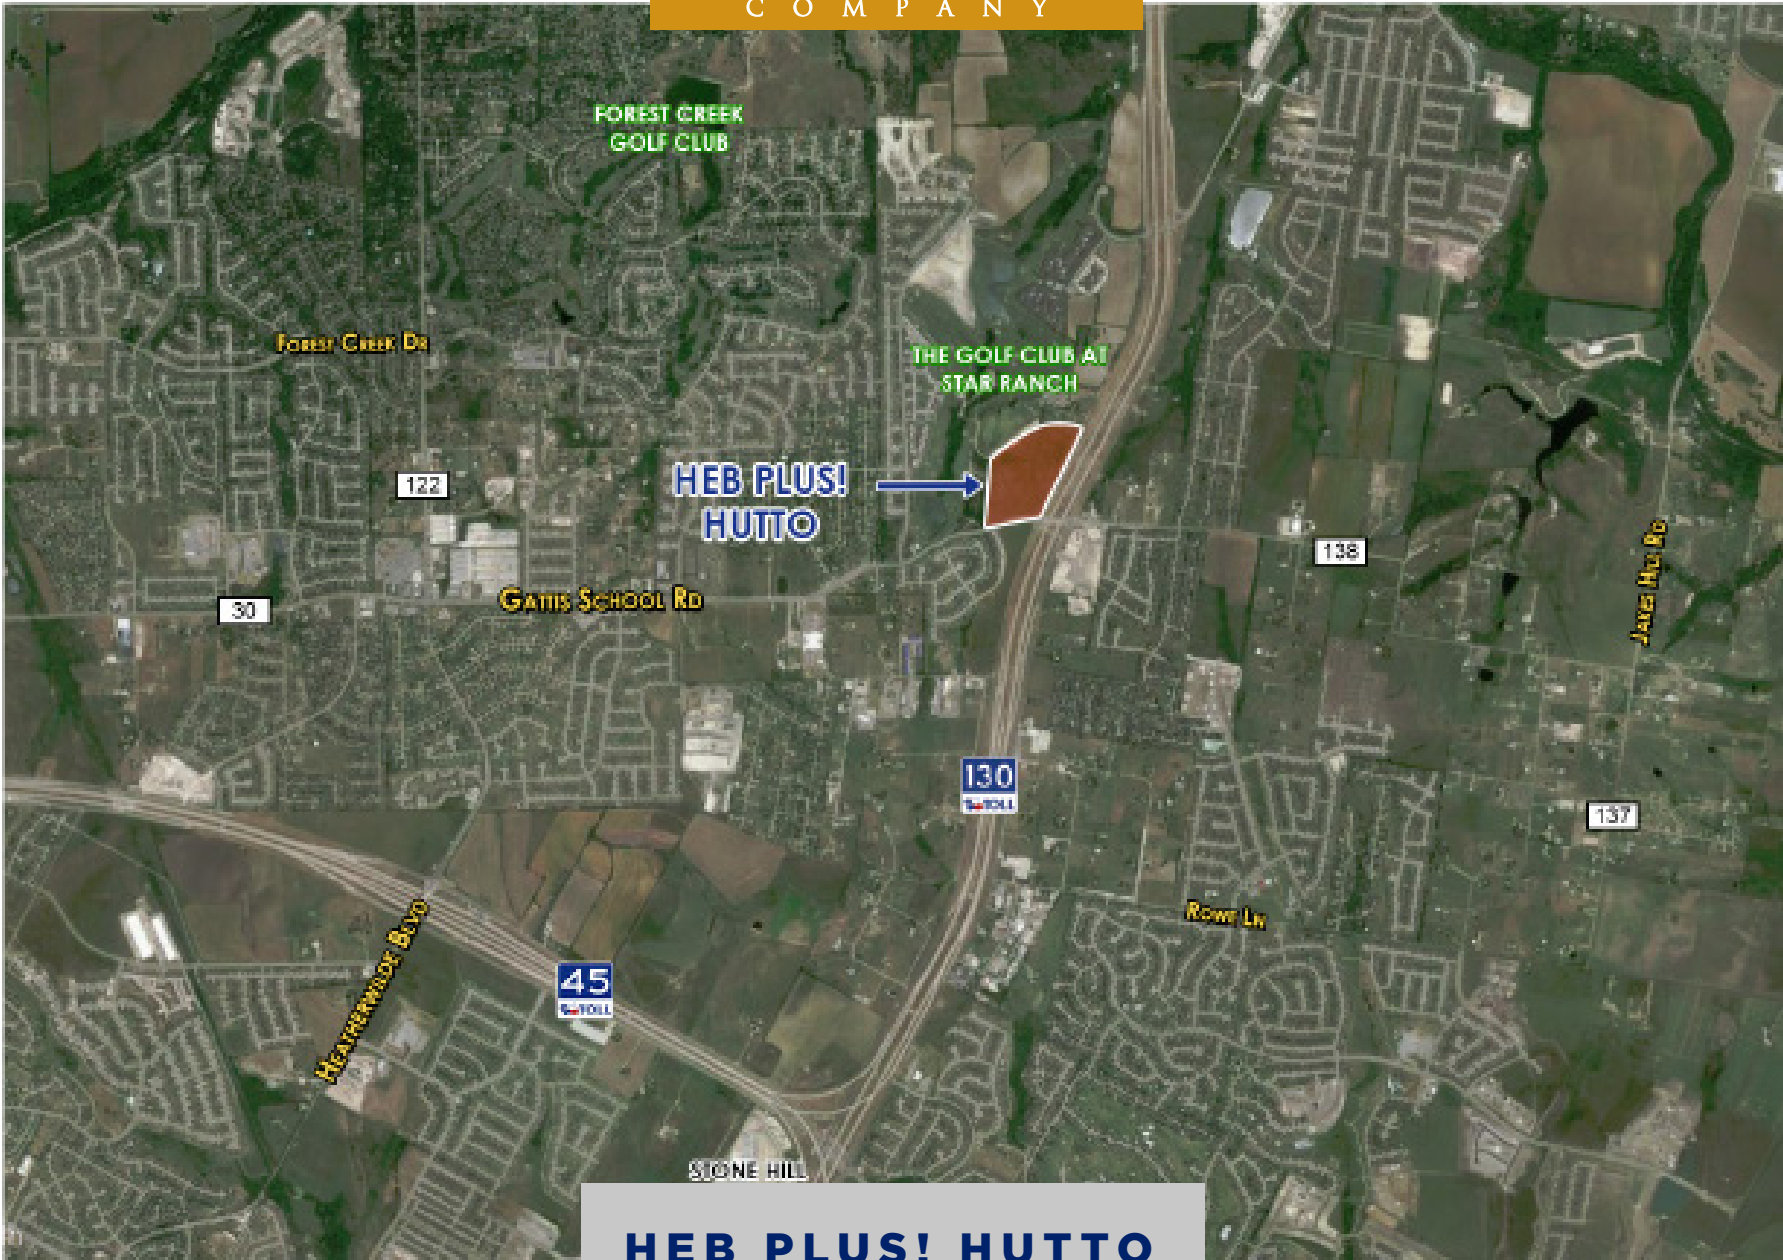 COMPANY
FOREST CREEK
GOLF CLUB
FOREST CREEK DR
THE GOLF CLUB AT
STAR RANCH
HEB PLUS!
HUTTO
122
138
JAKES HILL RD
GATTIS SCHOOL RD
30
130
TOLL
137
ROWE LN
HEATHERWILDE BLVD
45
TOLL
STONE HILL
HEB PLUS! HUTTO